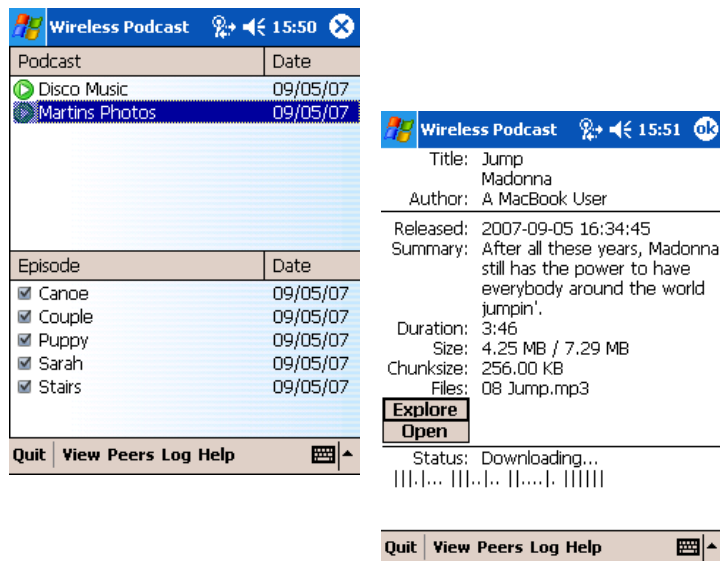 Wireless Podcast 15:50
Podcast Date
Disco Music 09/05/07
Martins Photos 09/05/07
Episode Date
Canoe 09/05/07
Couple 09/05/07
Puppy 09/05/07
Sarah 09/05/07
Stairs 09/05/07
Quit View Peers Log Help
Wireless Podcast 15:51 ok
Title: Jump
Madonna
Author: A MacBook User
Released: 2007-09-05 16:34:45
Summary: After all these years, Madonna
still has the power to have
everybody around the world
jumpin'.
Duration: 3:46
Size: 4.25 MB / 7.29 MB
Chunksize: 256.00 KB
Files: 08 Jump.mp3
Explore
Open
Status: Downloading...
|||.|... |||..|.. ||....|. ||||||
Quit View Peers Log Help